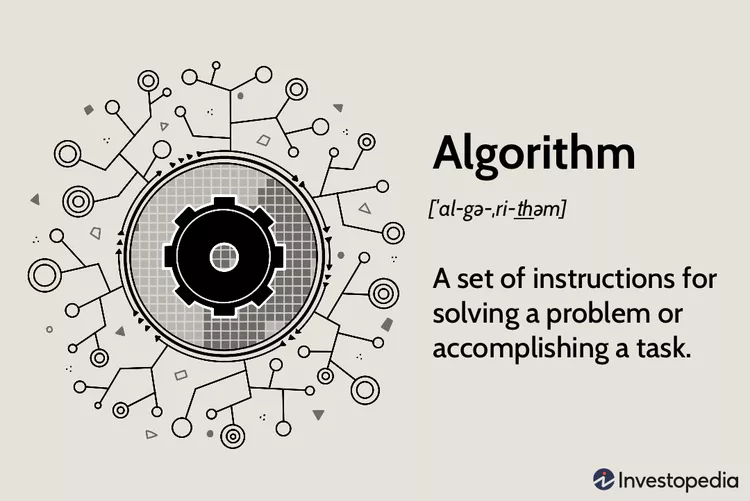 Algorithm
[ˈal-gə-ˌri-thəm]
A set of instructions for
solving a problem or
accomplishing a task.
Investopedia